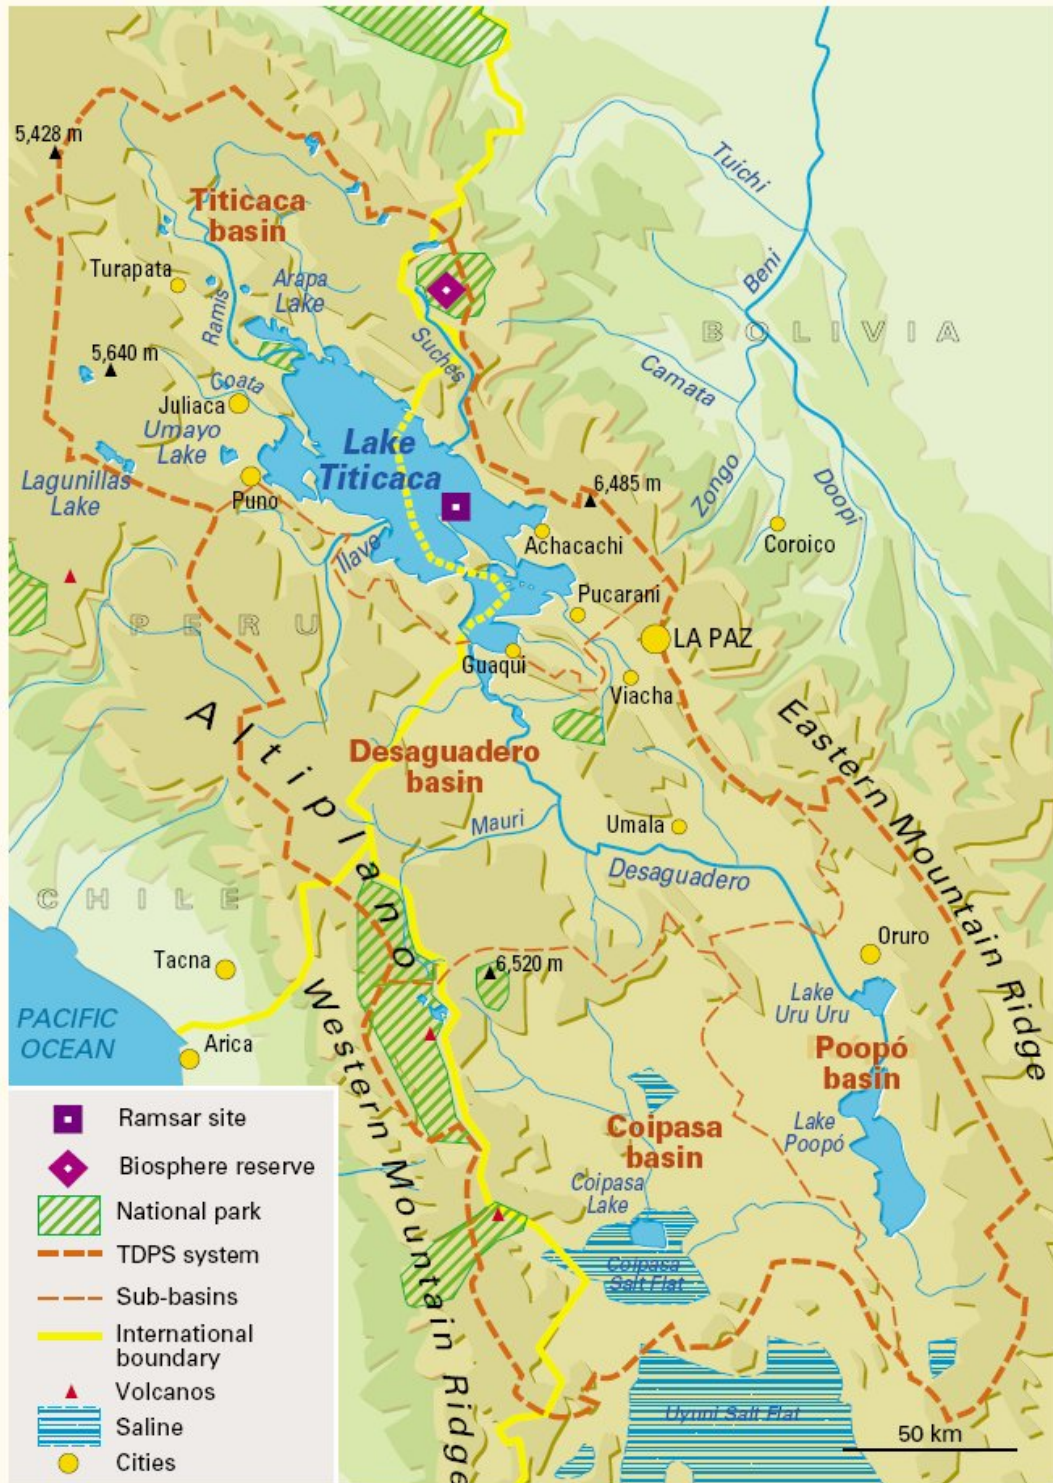 5,428 m
Titicaca
basin
Turapata
Arapa
Lake
Ramis
Suches
Tuichi
Beni
BOLIVIA
5,640 m
Coata
Juliaca
Umayo
Lake
Camata
Lagunillas
Lake
Puno
Lake
Titicaca
6,485 m
Zongo
Doopi
Ilave
Achacachi
Coroico
PERU
Pucarani
LA PAZ
Guaqui
Viacha
Altiplano
Desaguadero
basin
Eastern Mountain Ridge
Mauri
Umala
Desaguadero
CHILE
Tacna
6,520 m
Oruro
Western Mountain Ridge
Lake
Uru Uru
PACIFIC
OCEAN
Arica
Poopó
basin
Coipasa
basin
Lake
Poopó
Coipasa
Lake
Coipasa
Salt Flat
Uyuni Salt Flat
50 km
Ramsar site
Biosphere reserve
National park
TDPS system
Sub-basins
International
boundary
Volcanos
Saline
Cities